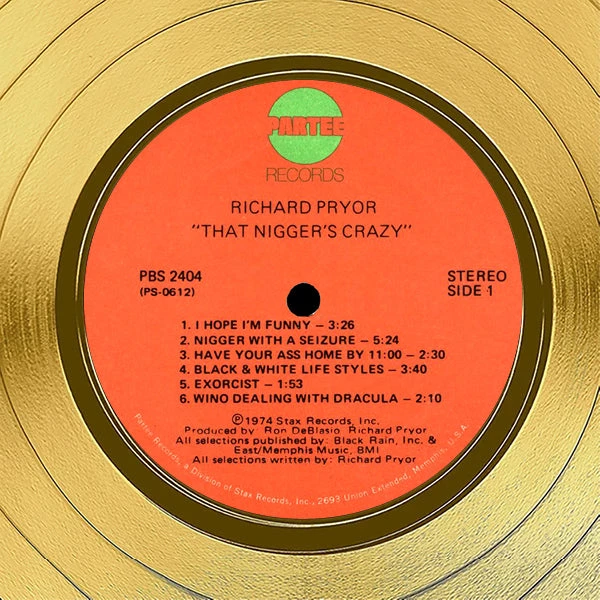 PARTEE
RECORDS
RICHARD PRYOR
"THAT NIGGER'S CRAZY"
PBS 2404
(PS-0612)
STEREO
SIDE 1
1. I HOPE I'M FUNNY — 3:26
2. NIGGER WITH A SEIZURE — 5:24
3. HAVE YOUR ASS HOME BY 11:00 — 2:30
4. BLACK & WHITE LIFE STYLES — 3:40
5. EXORCIST — 1:53
6. WINO DEALING WITH DRACULA — 2:10
Ⓟ1974 Stax Records, Inc.
Produced by: Ron DeBlasio, Richard Pryor
All selections published by: Black Rain, Inc. &
East/Memphis Music, BMI
All selections written by: Richard Pryor
Partee Records, a Division of Stax Records, Inc., 2693 Union Extended, Memphis, U.S.A.